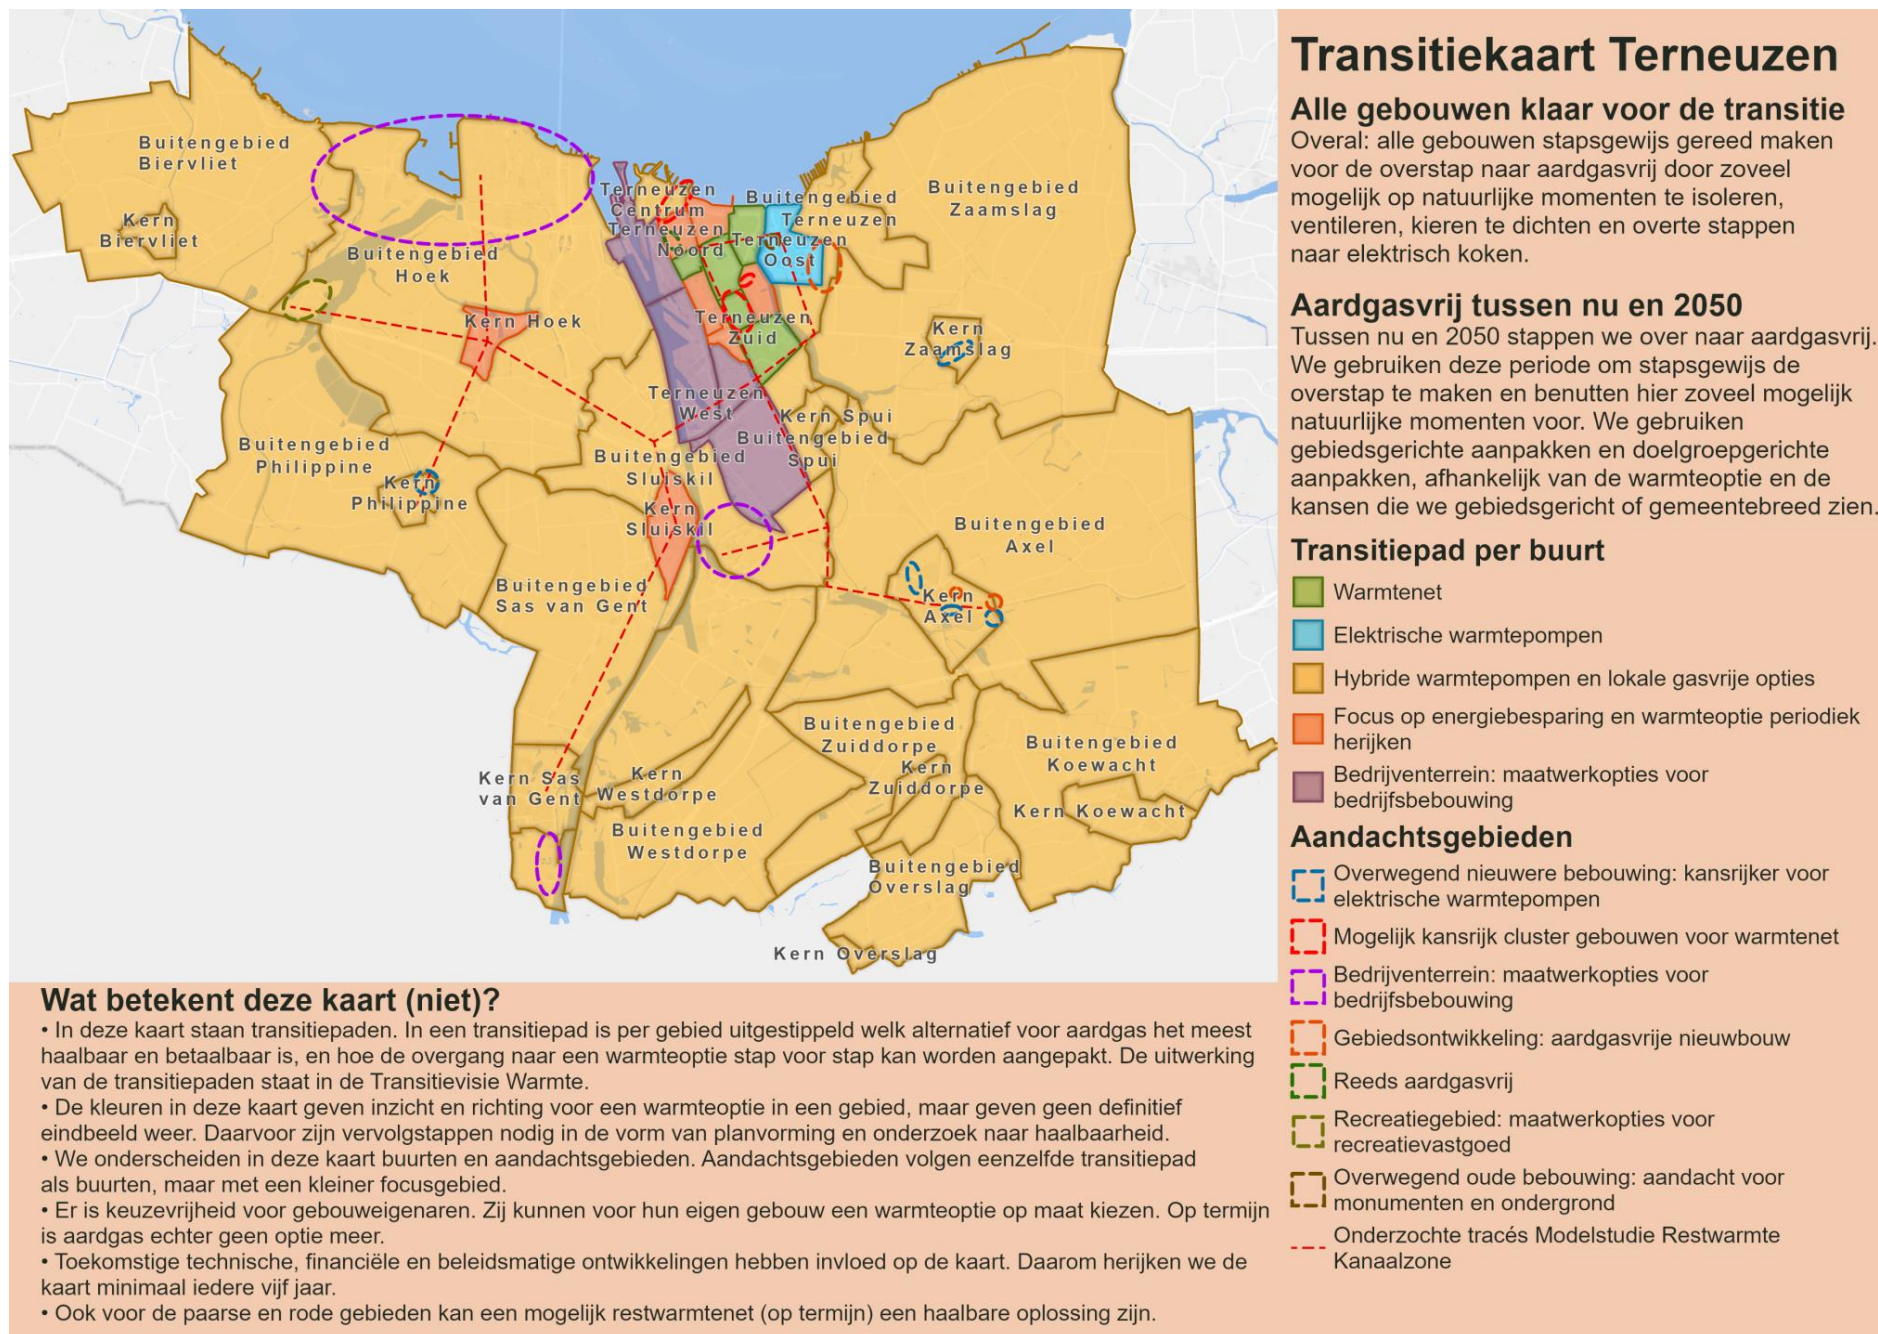 Transitiekaart Terneuzen
Alle gebouwen klaar voor de transitie
Overal: alle gebouwen stapsgewijs gereed maken
voor de overstap naar aardgasvrij door zoveel
mogelijk op natuurlijke momenten te isoleren,
ventileren, kieren te dichten en overte stappen
naar elektrisch koken.
Aardgasvrij tussen nu en 2050
Tussen nu en 2050 stappen we over naar aardgasvrij.
We gebruiken deze periode om stapsgewijs de
overstap te maken en benutten hier zoveel mogelijk
natuurlijke momenten voor. We gebruiken
gebiedsgerichte aanpakken en doelgroepgerichte
aanpakken, afhankelijk van de warmteoptie en de
kansen die we gebiedsgericht of gemeentebreed zien.
Transitiepad per buurt
Warmtenet
Elektrische warmtepompen
Hybride warmtepompen en lokale gasvrije opties
Focus op energiebesparing en warmteoptie periodiek
herijken
Bedrijventerrein: maatwerkopties voor
bedrijfsbebouwing
Aandachtsgebieden
Overwegend nieuwere bebouwing: kansrijker voor
elektrische warmtepompen
Mogelijk kansrijk cluster gebouwen voor warmtenet
Bedrijventerrein: maatwerkopties voor
bedrijfsbebouwing
Gebiedsontwikkeling: aardgasvrije nieuwbouw
Reeds aardgasvrij
Recreatiegebied: maatwerkopties voor
recreatievastgoed
Overwegend oude bebouwing: aandacht voor
monumenten en ondergrond
Onderzochte tracés Modelstudie Restwarmte
Kanaalzone
Buitengebied
Biervliet
Kern
Biervliet
Buitengebied
Hoek
Kern Hoek
Terneuzen
Centrum
Terneuzen
Noord
Buitengebied
Terneuzen
Terneuzen
Oost
Buitengebied
Zaamslag
Terneuzen
Zuid
Kern
Zaamslag
Terneuzen
West
Kern Spui
Buitengebied
Spui
Buitengebied
Philippine
Kern
Philippine
Buitengebied
Sluiskil
Kern
Sluiskil
Buitengebied
Axel
Kern
Axel
Buitengebied
Sas van Gent
Kern Sas
van Gent
Kern
Westdorpe
Buitengebied
Westdorpe
Buitengebied
Zuiddorpe
Kern
Zuiddorpe
Buitengebied
Koewacht
Kern Koewacht
Buitengebied
Overslag
Kern Overslag
Wat betekent deze kaart (niet)?
• In deze kaart staan transitiepaden. In een transitiepad is per gebied uitgestippeld welk alternatief voor aardgas het meest
haalbaar en betaalbaar is, en hoe de overgang naar een warmteoptie stap voor stap kan worden aangepakt. De uitwerking
van de transitiepaden staat in de Transitievisie Warmte.
• De kleuren in deze kaart geven inzicht en richting voor een warmteoptie in een gebied, maar geven geen definitief
eindbeeld weer. Daarvoor zijn vervolgstappen nodig in de vorm van planvorming en onderzoek naar haalbaarheid.
• We onderscheiden in deze kaart buurten en aandachtsgebieden. Aandachtsgebieden volgen eenzelfde transitiepad
als buurten, maar met een kleiner focusgebied.
• Er is keuzevrijheid voor gebouweigenaren. Zij kunnen voor hun eigen gebouw een warmteoptie op maat kiezen. Op termijn
is aardgas echter geen optie meer.
• Toekomstige technische, financiële en beleidsmatige ontwikkelingen hebben invloed op de kaart. Daarom herijken we de
kaart minimaal iedere vijf jaar.
• Ook voor de paarse en rode gebieden kan een mogelijk restwarmtenet (op termijn) een haalbare oplossing zijn.